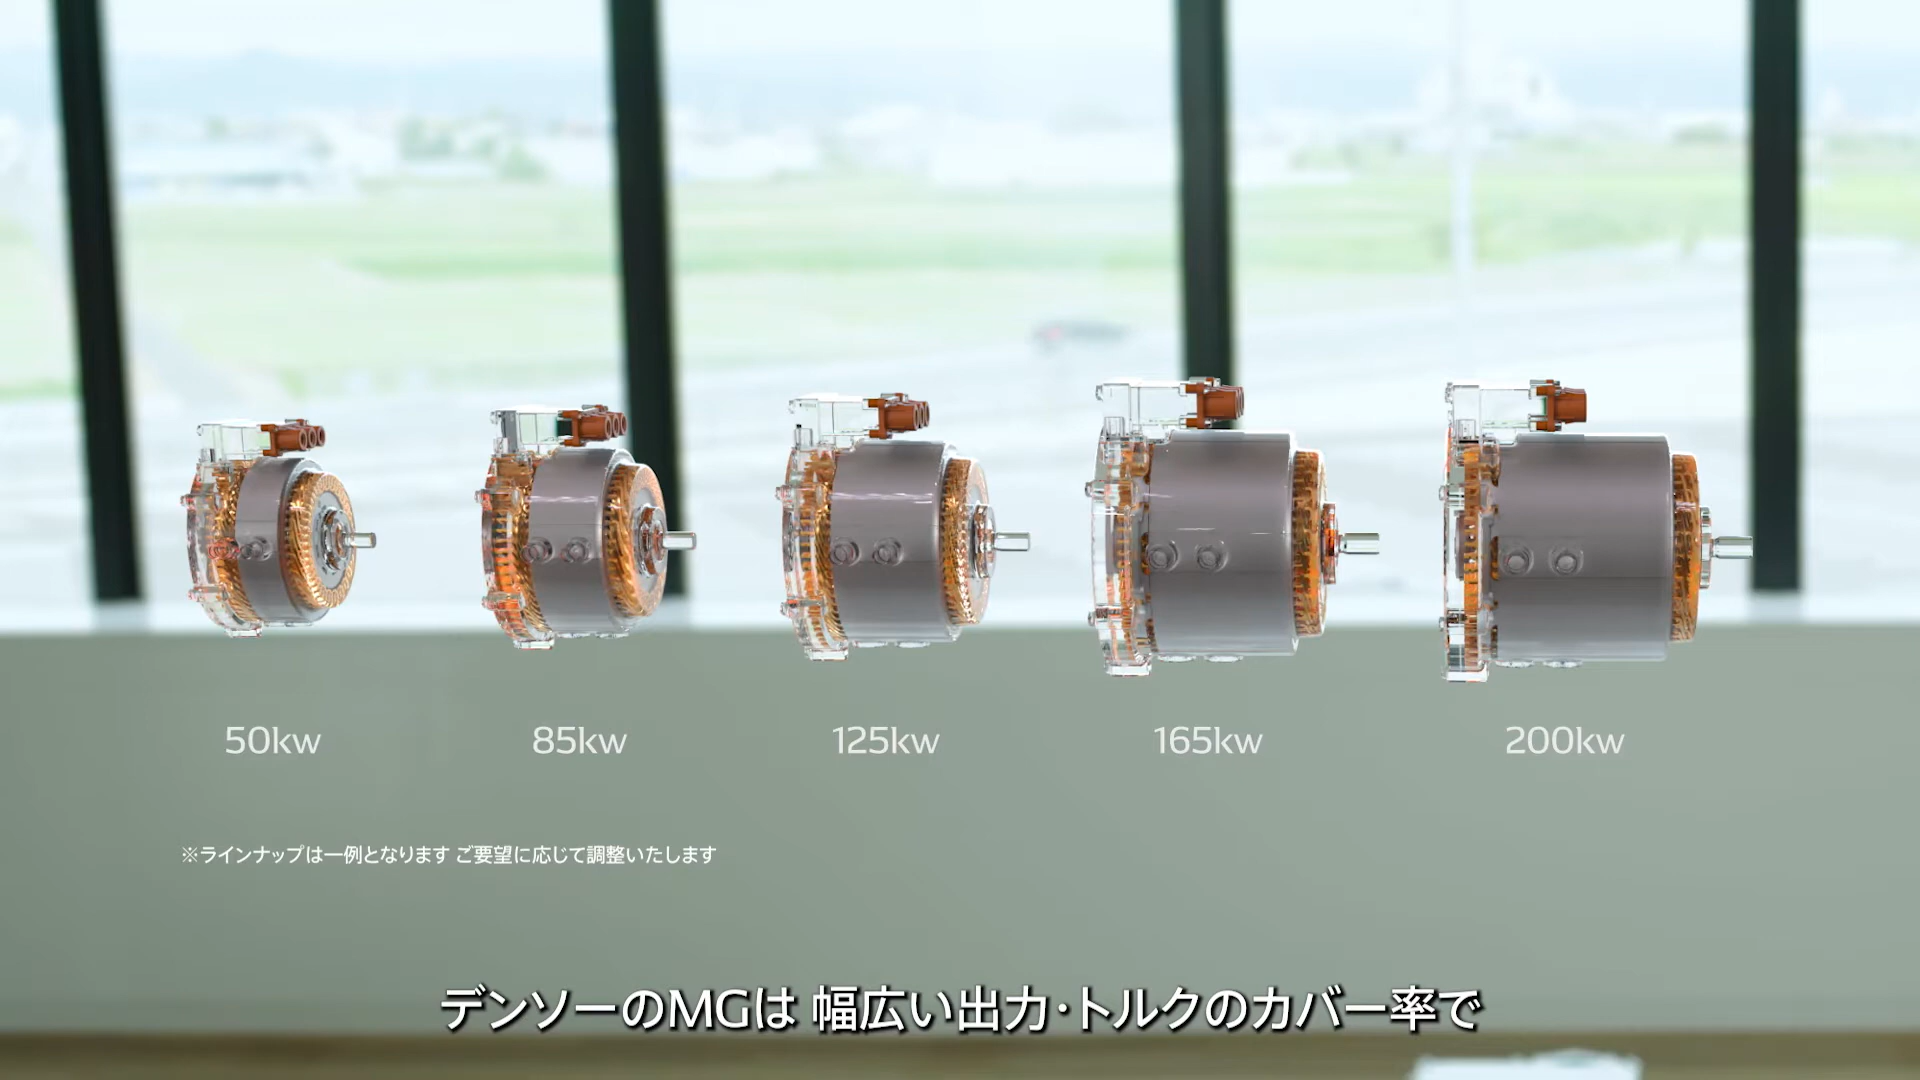 50kw
85kw
125kw
165kw
200kw
※ラインナップは一例となります ご要望に応じて調整いたします
デンソーのMGは 幅広い出力・トルクのカバー率で